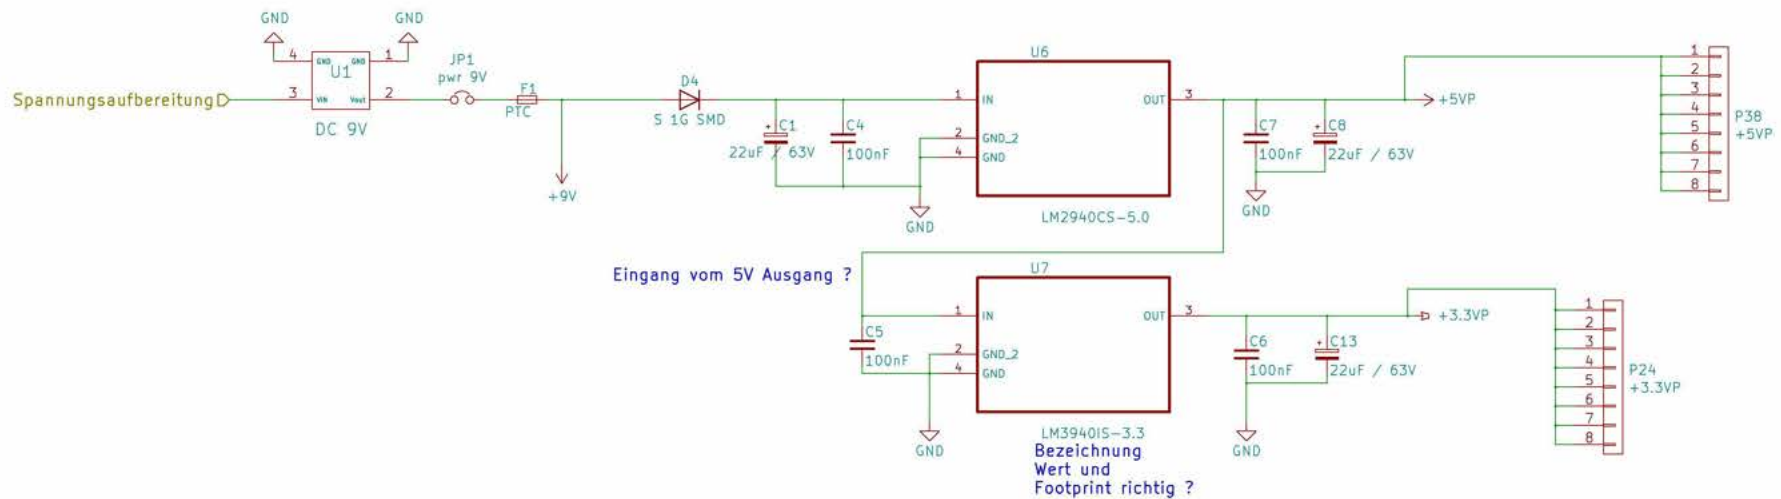 GND
GND
4
GND
GND
1
U1
Spannungsaufbereitung
3
VIN
Vout
2
DC 9V
JP1
pwr 9V
F1
PTC
+9V
D4
S 1G SMD
C1
22uF / 63V
C4
100nF
GND
U6
1
IN
2
GND_2
4
GND
OUT
3
LM2940CS-5.0
C7
100nF
C8
22uF / 63V
GND
+5VP
1
2
3
4
5
6
7
8
P38
+5VP
Eingang vom 5V Ausgang ?
C5
100nF
GND
U7
1
IN
2
GND_2
4
GND
OUT
3
LM3940IS-3.3
Bezeichnung
Wert und
Footprint richtig ?
C6
100nF
C13
22uF / 63V
GND
+3.3VP
1
2
3
4
5
6
7
8
P24
+3.3VP